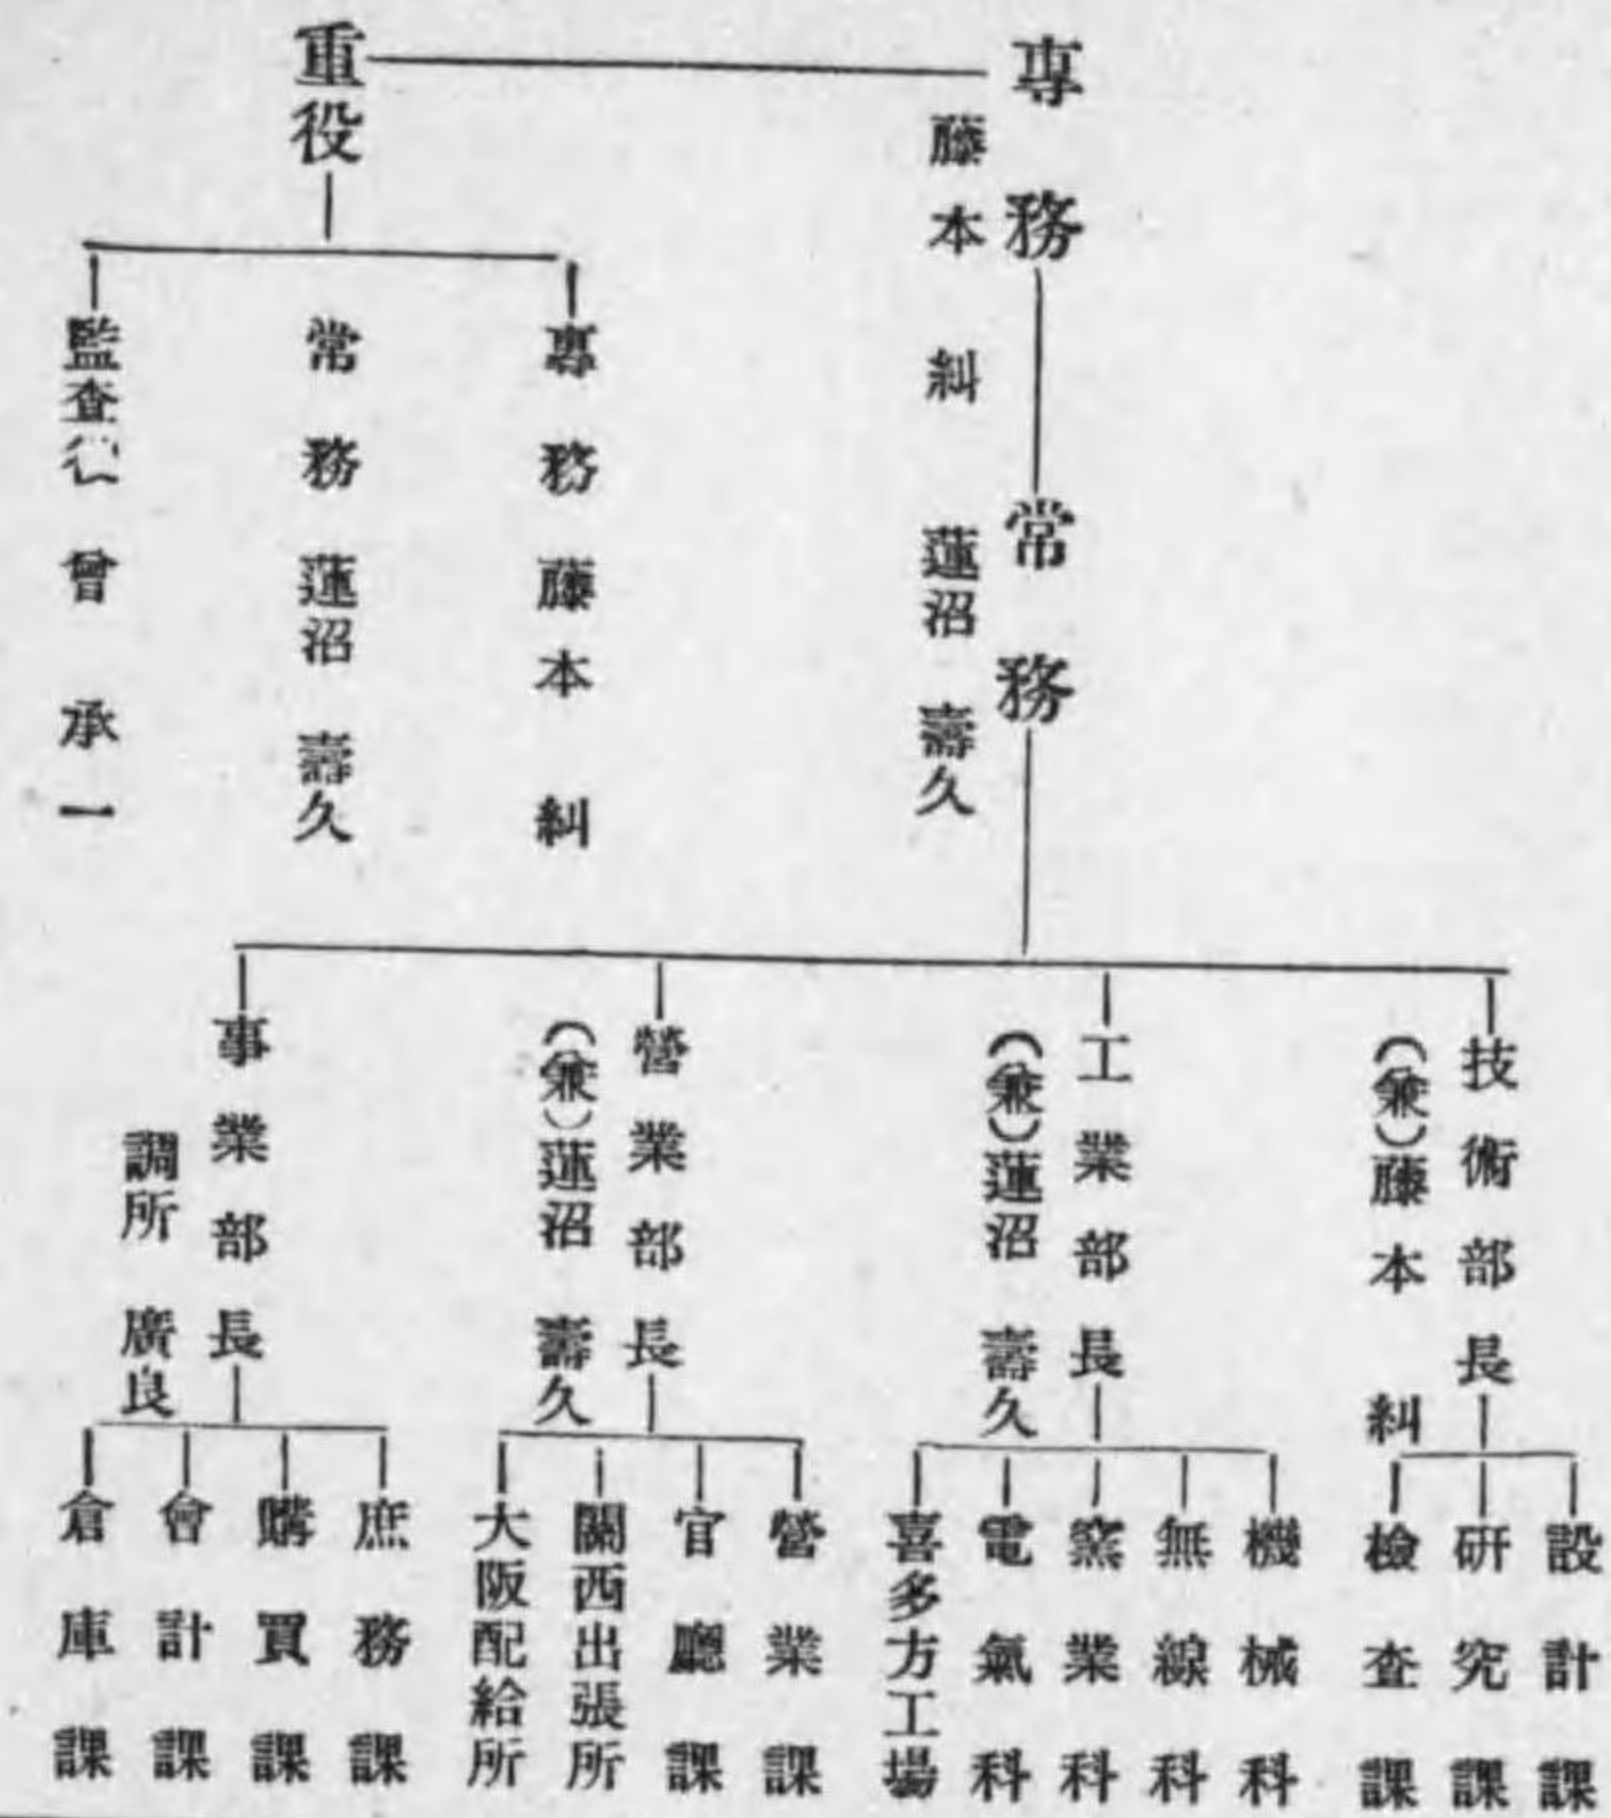 專務
藤本糾
常務
蓮沼壽久
重役
專務藤本糾
常務蓮沼壽久
監査役曾承一
技術部長
(兼)藤本糾
設計課
研究課
檢査課
工業部長
(兼)蓮沼壽久
機械科
無線科
窯業科
電氣科
喜多方工場
營業部長
(兼)蓮沼壽久
營業課
官廳課
關西出張所
大阪配給所
事業部長
調所廣良
庶務課
購買課
會計課
倉庫課